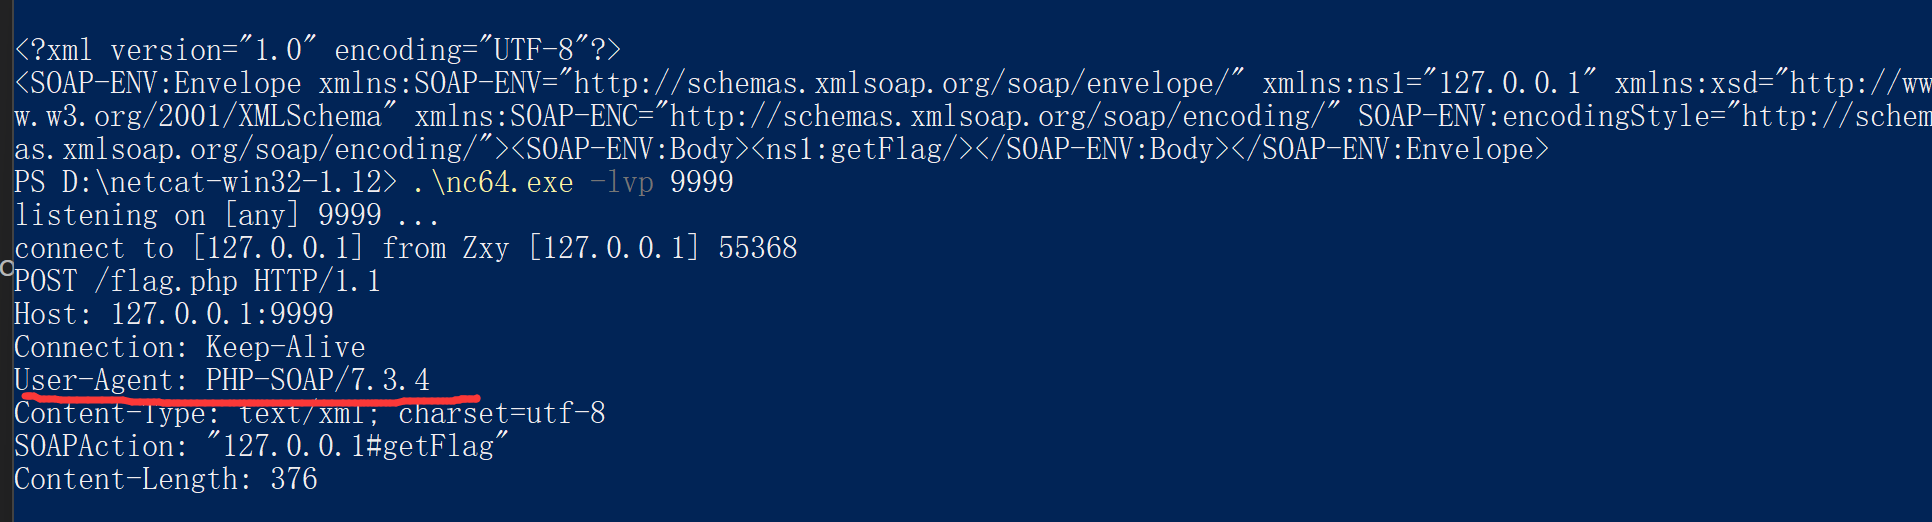 <?xml version="1.0" encoding="UTF-8"?>
<SOAP-ENV:Envelope xmlns:SOAP-ENV="http://schemas.xmlsoap.org/soap/envelope/" xmlns:ns1="127.0.0.1" xmlns:xsd="http://ww
w.w3.org/2001/XMLSchema" xmlns:SOAP-ENC="http://schemas.xmlsoap.org/soap/encoding/" SOAP-ENV:encodingStyle="http://schem
as.xmlsoap.org/soap/encoding/"><SOAP-ENV:Body><ns1:getFlag/></SOAP-ENV:Body></SOAP-ENV:Envelope>
PS D:\netcat-win32-1.12> .\nc64.exe -lvp 9999
listening on [any] 9999 ...
connect to [127.0.0.1] from Zxy [127.0.0.1] 55368
POST /flag.php HTTP/1.1
Host: 127.0.0.1:9999
Connection: Keep-Alive
User-Agent: PHP-SOAP/7.3.4
Content-Type: text/xml; charset=utf-8
SOAPAction: "127.0.0.1#getFlag"
Content-Length: 376